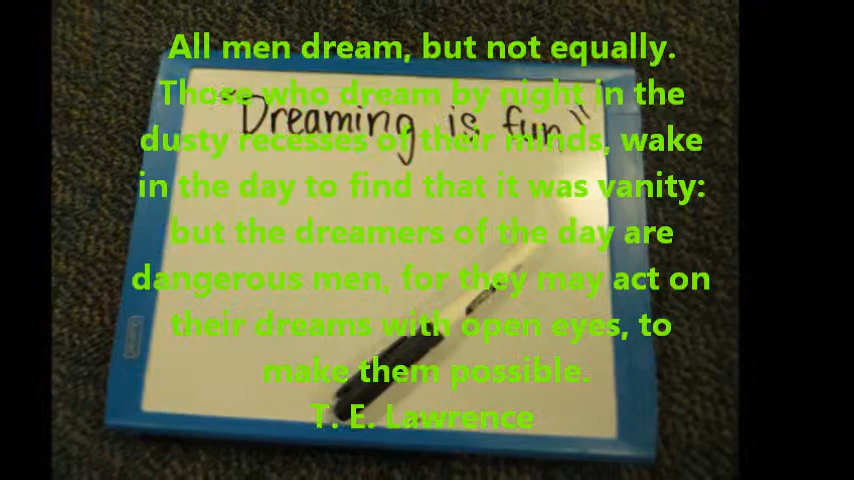 All men dream, but not equally.
Those who dream by night in the
"Dreaming is fun"
dusty recesses of their minds, wake
in the day to find that it was vanity:
but the dreamers of the day are
dangerous men, for they may act on
their dreams with open eyes, to
make them possible.
T. E. Lawrence